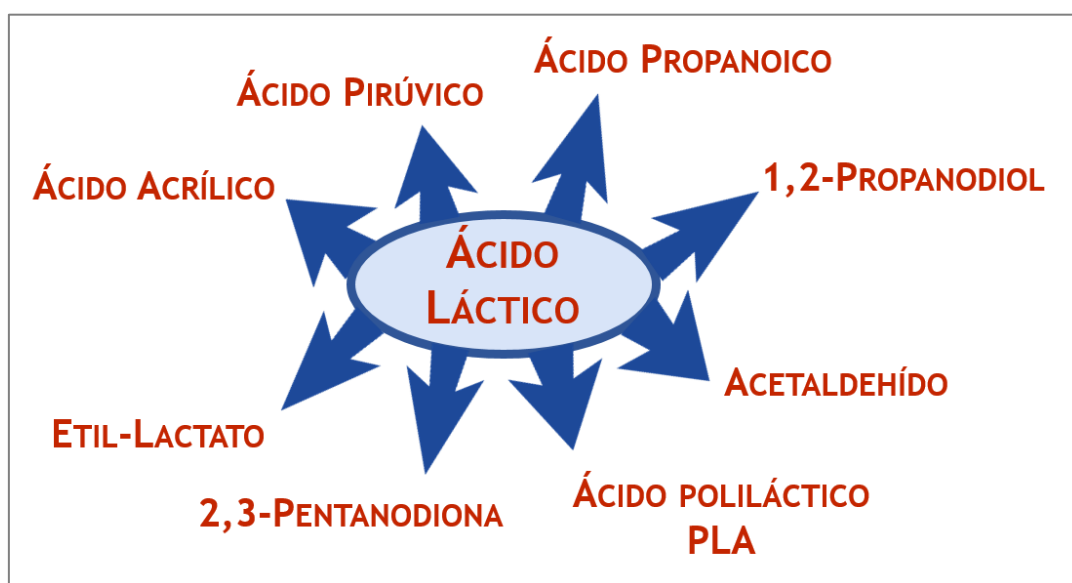 Ácido Propanoico
Ácido Pirúvico
1,2-Propanodiol
Ácido Acrílico
Ácido
Láctico
Acetaldehído
Etil-Lactato
Ácido poliláctico
2,3-Pentanodiona
PLA